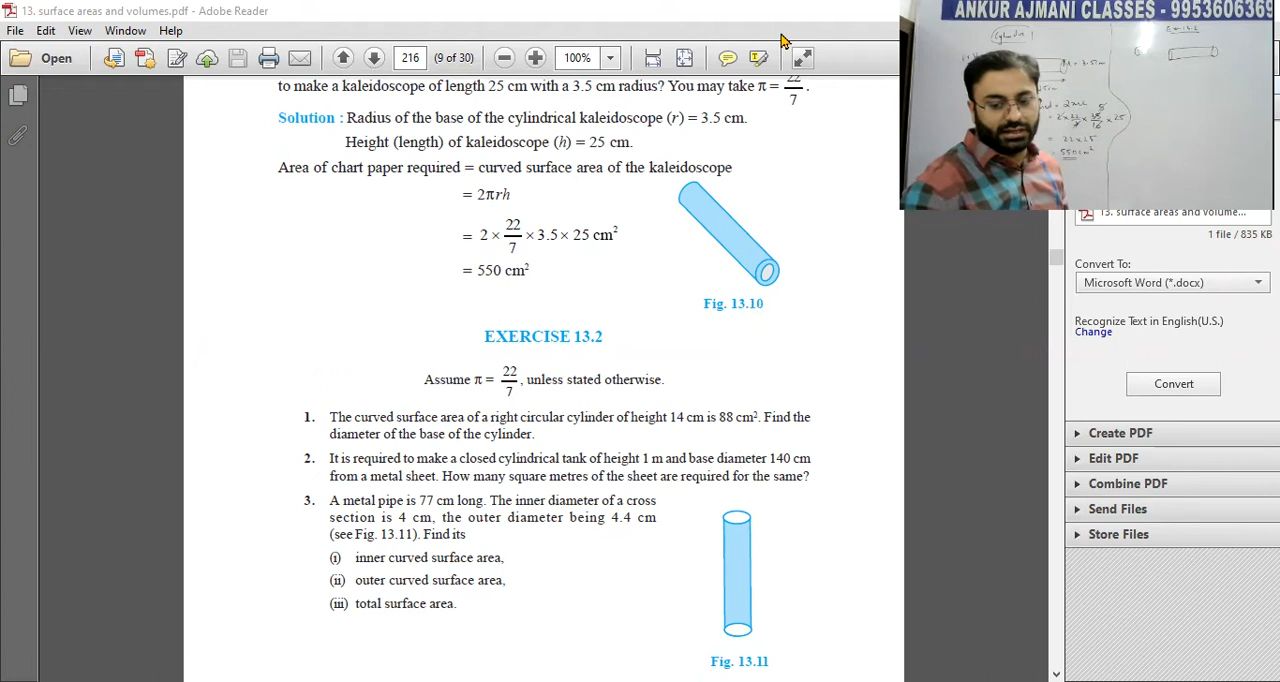 13. surface areas and volumes.pdf - Adobe Reader
File Edit View Window Help
Open 216 (9 of 30) 100%
to make a kaleidoscope of length 25 cm with a 3.5 cm radius? You may take π = 22/7 .
Solution : Radius of the base of the cylindrical kaleidoscope (r) = 3.5 cm.
Height (length) of kaleidoscope (h) = 25 cm.
Area of chart paper required = curved surface area of the kaleidoscope
= 2πrh
= 2 × 22/7 × 3.5 × 25 cm²
= 550 cm²
Fig. 13.10
EXERCISE 13.2
Assume π = 22/7 , unless stated otherwise.
1. The curved surface area of a right circular cylinder of height 14 cm is 88 cm². Find the
diameter of the base of the cylinder.
2. It is required to make a closed cylindrical tank of height 1 m and base diameter 140 cm
from a metal sheet. How many square metres of the sheet are required for the same?
3. A metal pipe is 77 cm long. The inner diameter of a cross
section is 4 cm, the outer diameter being 4.4 cm
(see Fig. 13.11). Find its
(i) inner curved surface area,
(ii) outer curved surface area,
(iii) total surface area.
Fig. 13.11
ANKUR AJMANI CLASSES - 9953606369
Cylinder
= 22 × 25
13. surface areas and volume...
1 file / 835 KB
Convert To:
Microsoft Word (*.docx)
Recognize Text in English(U.S.)
Change
Convert
Create PDF
Edit PDF
Combine PDF
Send Files
Store Files